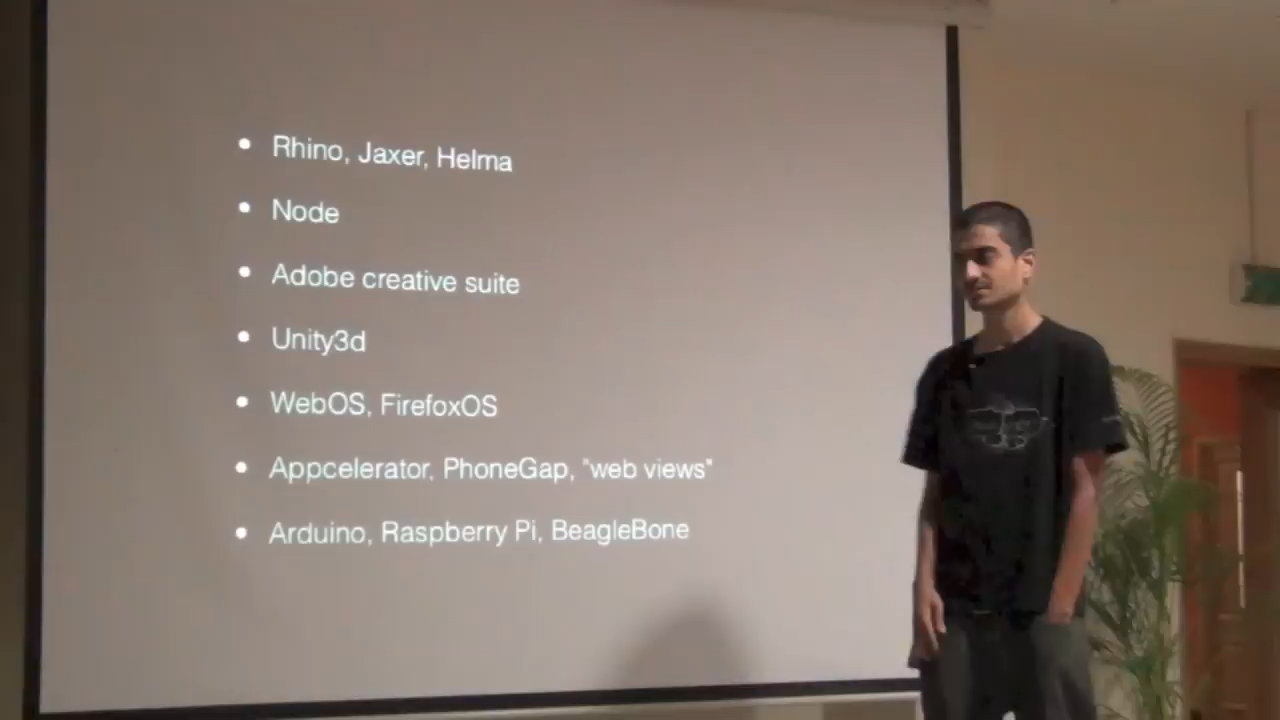 • Rhino, Jaxer, Helma
• Node
• Adobe creative suite
• Unity3d
• WebOS, FirefoxOS
• Appcelerator, PhoneGap, "web views"
• Arduino, Raspberry Pi, BeagleBone